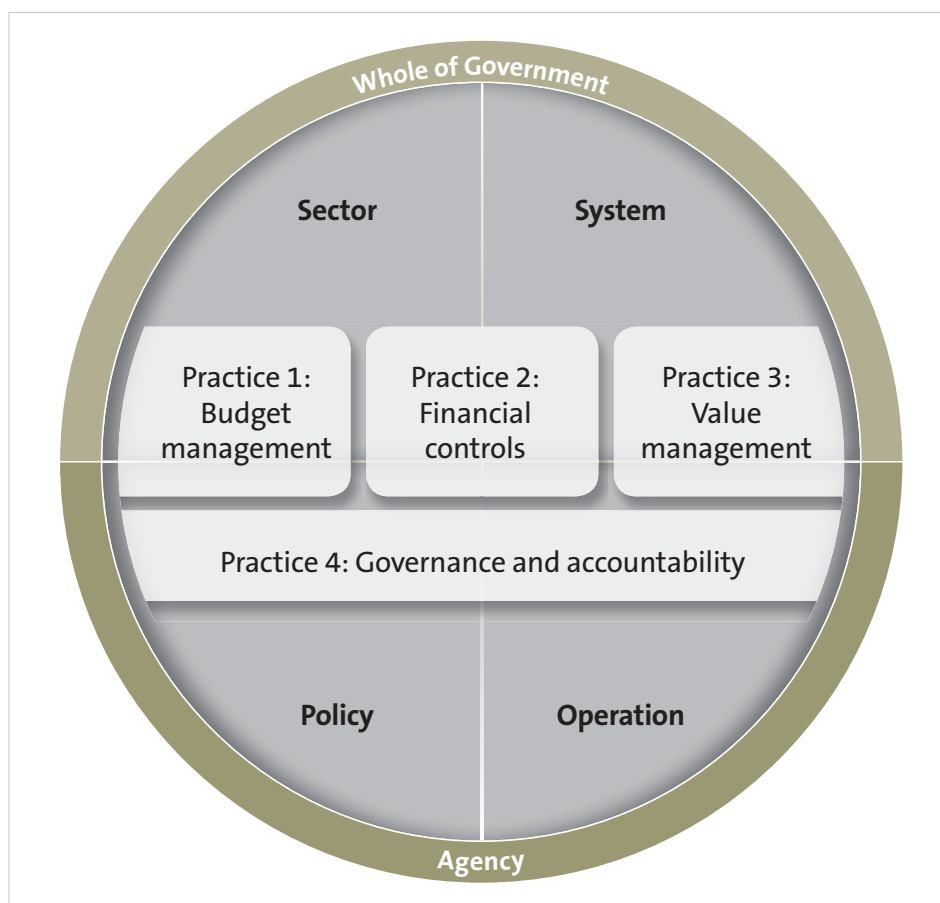 Whole of Government
Sector
System
Practice 1:
Budget
management
Practice 2:
Financial
controls
Practice 3:
Value
management
Practice 4: Governance and accountability
Policy
Operation
Agency